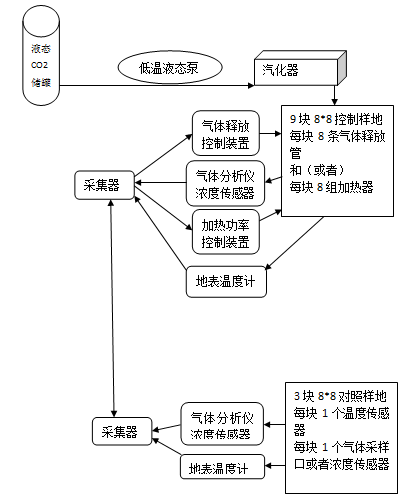 液态
CO2
储罐
低温液态泵
汽化器
9 块 8*8 控制样地
每块 8 条气体释放
管
和（或者）
每块 8 组加热器
气体释放
控制装置
气体分析仪
浓度传感器
采集器
加热功率
控制装置
地表温度计
3 块 8*8 对照样地
每块 1 个温度传感
器
每块 1 个气体采样
口或者浓度传感器
气体分析仪
浓度传感器
采集器
地表温度计